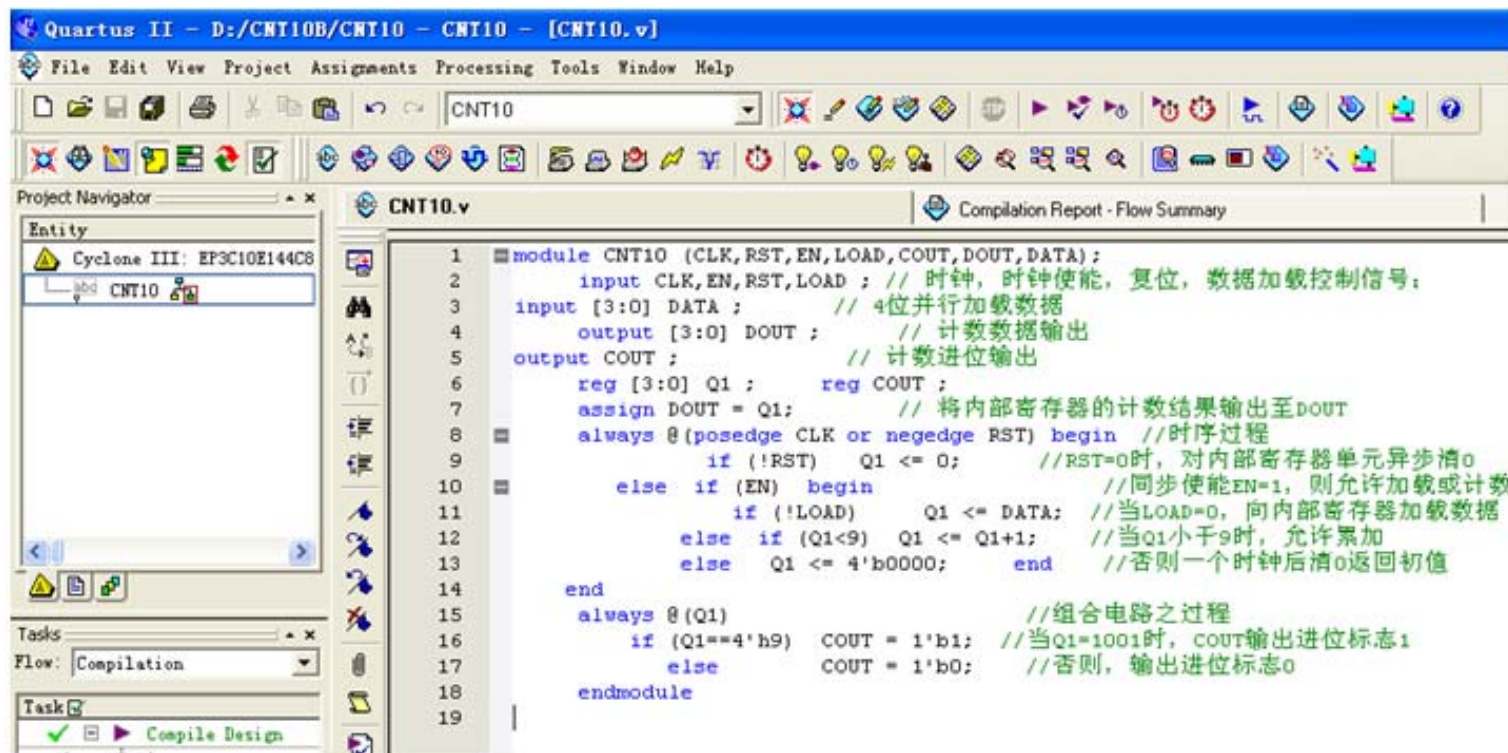 Quartus II - D:/CNT10B/CNT10 - CNT10 - [CNT10.v]
File Edit View Project Assignments Processing Tools Window Help
CNT10
Project Navigator
Entity
Cyclone III: EP3C10E144C8
CNT10
Tasks
Flow: Compilation
Task
Compile Design
CNT10.v
Compilation Report - Flow Summary
1 module CNT10 (CLK,RST,EN,LOAD,COUT,DOUT,DATA);
2 input CLK,EN,RST,LOAD ; // 时钟，时钟使能，复位，数据加载控制信号；
3 input [3:0] DATA ; // 4位并行加载数据
4 output [3:0] DOUT ; // 计数数据输出
5 output COUT ; // 计数进位输出
6 reg [3:0] Q1 ; reg COUT ;
7 assign DOUT = Q1; // 将内部寄存器的计数结果输出至DOUT
8 always @(posedge CLK or negedge RST) begin //时序过程
9 if (!RST) Q1 <= 0; //RST=0时，对内部寄存器单元异步清0
10 else if (EN) begin //同步使能EN=1，则允许加载或计数
11 if (!LOAD) Q1 <= DATA; //当LOAD=0，向内部寄存器加载数据
12 else if (Q1<9) Q1 <= Q1+1; //当Q1小于9时，允许累加
13 else Q1 <= 4'b0000; end //否则一个时钟后清0返回初值
14 end
15 always @(Q1) //组合电路之过程
16 if (Q1==4'h9) COUT = 1'b1; //当Q1=1001时，COUT输出进位标志1
17 else COUT = 1'b0; //否则，输出进位标志0
18 endmodule
19